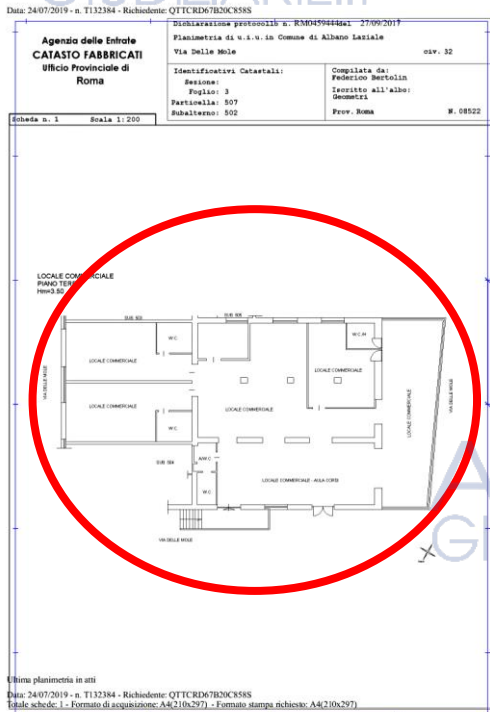 Data: 24/07/2019 - n. T132384 - Richiedente: QTTCRD67B20C858S
Agenzia delle Entrate
CATASTO FABBRICATI
Ufficio Provinciale di
Roma
Dichiarazione protocollo n. RM0459444del 27/09/2017
Planimetria di u.i.u. in Comune di Albano Laziale
Via Delle Mole civ. 32
Identificativi Catastali:
Sezione:
Foglio: 3
Particella: 507
Subalterno: 502
Compilata da:
Federico Bertolin
Iscritto all'albo:
Geometri
Prov. Roma N. 08522
Scheda n. 1 Scala 1:200
LOCALE COMMERCIALE
PIANO TERRA
Hm=3.50
W.C.
W.C.H
LOCALE COMMERCIALE
LOCALE COMMERCIALE
VIA DELLE MOLE
LOCALE COMMERCIALE
LOCALE COMMERCIALE
LOCALE COMMERCIALE
VIA DELLE MOLE
W.C.
SUB. 504
A/W.C
W.C
LOCALE COMMERCIALE - AULA CORSI
VIA DELLE MOLE
Ultima planimetria in atti
Data: 24/07/2019 - n. T132384 - Richiedente: QTTCRD67B20C858S
Totale schede: 1 - Formato di acquisizione: A4(210x297) - Formato stampa richiesto: A4(210x297)